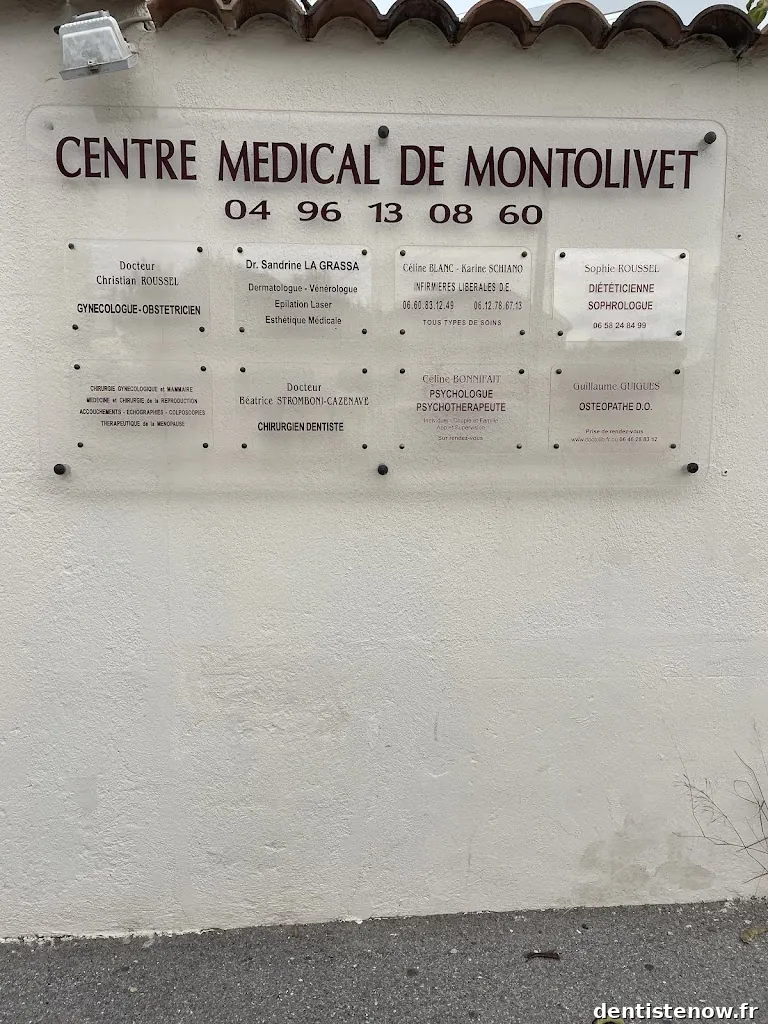 CENTRE MEDICAL DE MONTOLIVET
04 96 13 08 60
Docteur
Christian ROUSSEL
GYNECOLOGUE-OBSTETRICIEN
Dr. Sandrine LA GRASSA
Dermatologue - Vénérologue
Epilation Laser
Esthétique Médicale
Céline BLANC - Karine SCHIANO
INFIRMIERES LIBERALES D.E.
06.60.83.12.49 06.12.78.67.13
TOUS TYPES DE SOINS
Sophie ROUSSEL
DIÉTÉTICIENNE
SOPHROLOGUE
06 58 24 84 99
CHIRURGIE GYNECOLOGIQUE et MAMMAIRE
MEDECINE et CHIRURGIE de la REPRODUCTION
ACCOUCHEMENTS - ECHOGRAPHIES - COLPOSCOPIES
THERAPEUTIQUE de la MENOPAUSE
Docteur
Béatrice STROMBONI-CAZENAVE
CHIRURGIEN DENTISTE
Céline BONNIFAIT
PSYCHOLOGUE
PSYCHOTHERAPEUTE
Individuel - Couple et Famille
Sur rendez-vous
Guillaume GUIGUES
OSTEOPATHE D.O.
Prise de rendez-vous
dentistenow.fr